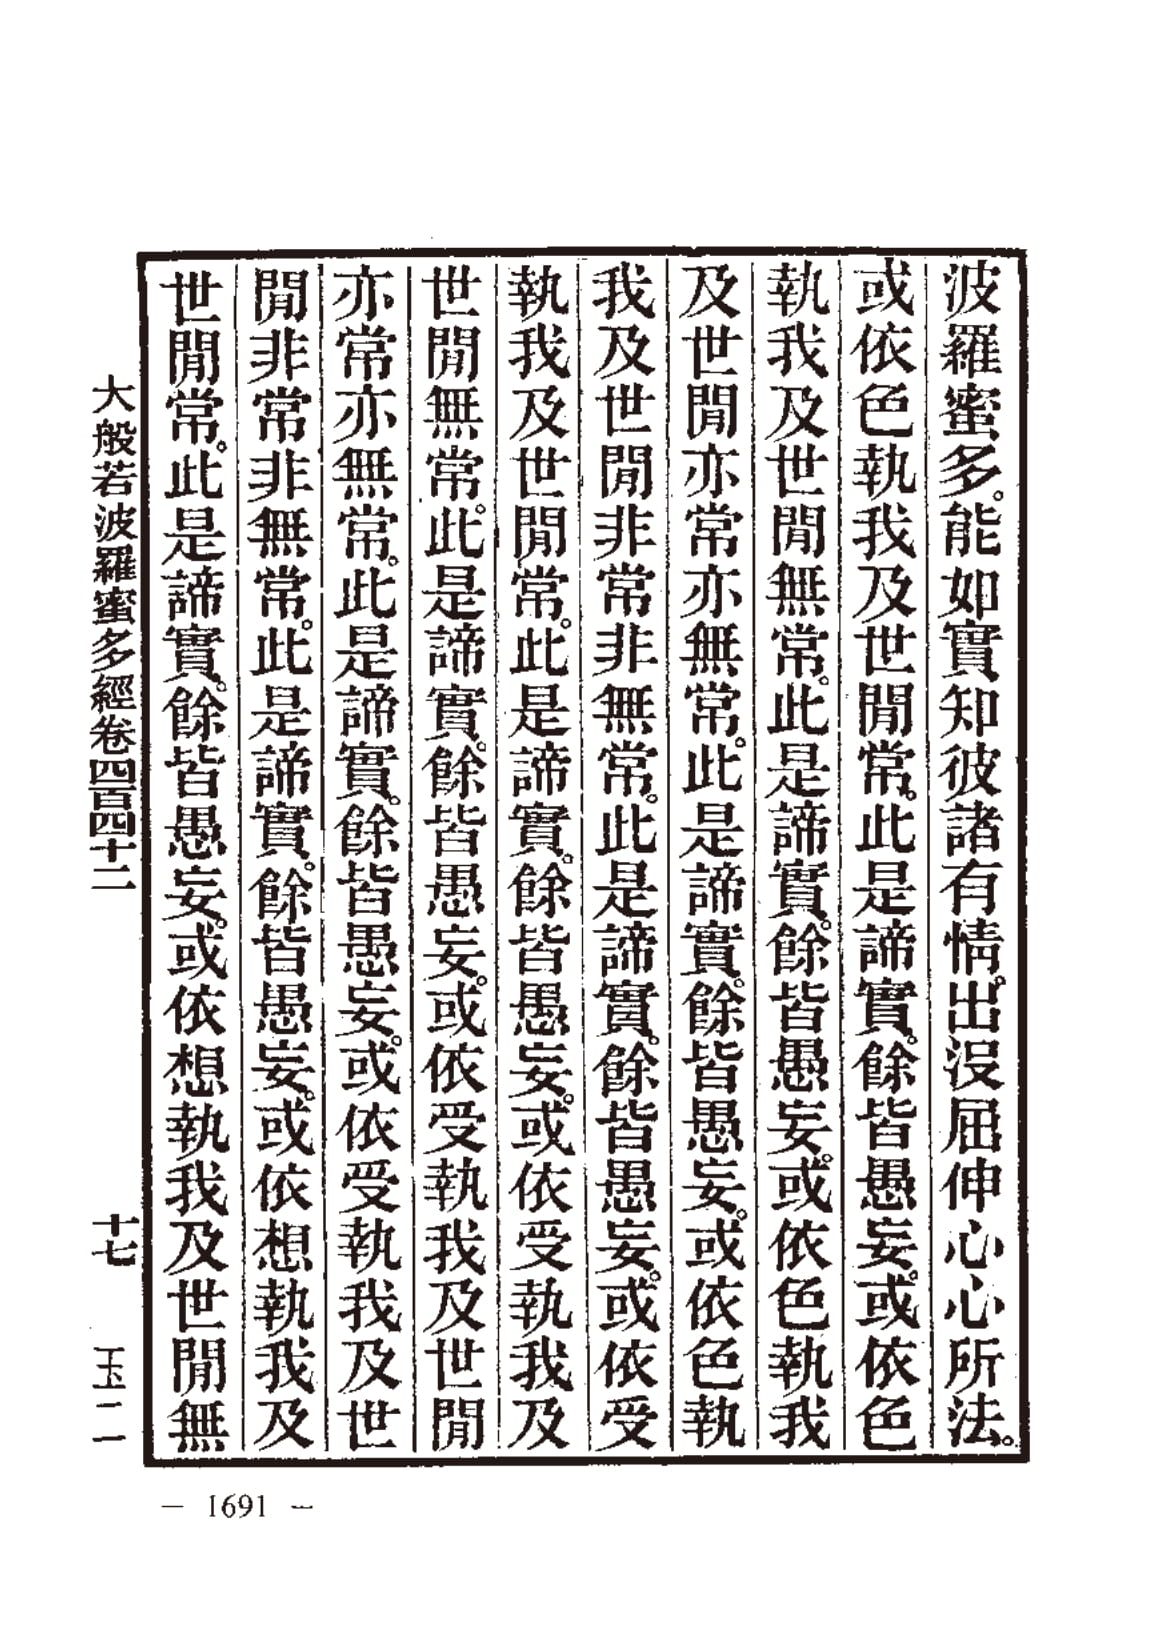 波羅蜜多。能如實知彼諸有情。出沒屈伸心心所法。
或依色執我及世閒常。此是諦實。餘皆愚妄。或依色
執我及世閒無常。此是諦實。餘皆愚妄。或依色執我
及世閒亦常亦無常。此是諦實。餘皆愚妄。或依色執
我及世閒非常非無常。此是諦實。餘皆愚妄。或依受
執我及世閒常。此是諦實。餘皆愚妄。或依受執我及
世閒無常。此是諦實。餘皆愚妄。或依受執我及世閒
亦常亦無常。此是諦實。餘皆愚妄。或依受執我及世
閒非常非無常。此是諦實。餘皆愚妄。或依想執我及
世閒常。此是諦實。餘皆愚妄。或依想執我及世閒無
大般若波羅蜜多經卷四百四十二 十七 玉二
— 1691 —